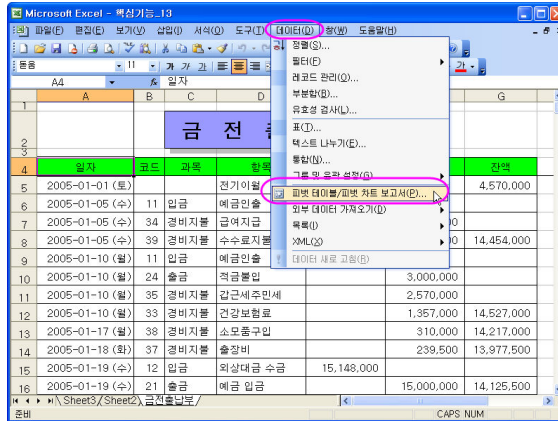 Microsoft Excel - 핵심기능_13
파일(F) 편집(E) 보기(V) 삽입(I) 서식(O) 도구(T) 데이터(D) 창(W) 도움말(H)
돋움 11 가 가 가
A4 fx 일자
정렬(S)...
필터(F)
레코드 관리(O)...
부분합(B)...
유효성 검사(L)...
표(T)...
텍스트 나누기(E)...
통합(N)...
그룹 및 윤곽 설정(G)
피벗 테이블/피벗 차트 보고서(P)...
외부 데이터 가져오기(D)
목록(I)
XML(X)
데이터 새로 고침(R)
A B C D G
1
2 금 전 출
3
4 일자 코드 과목 항목 잔액
5 2005-01-01 (토) 전기이월 4,570,000
6 2005-01-05 (수) 11 입금 예금인출
7 2005-01-05 (수) 34 경비지불 급여지급
8 2005-01-05 (수) 39 경비지불 수수료지불 14,454,000
9 2005-01-10 (월) 11 입금 예금인출
10 2005-01-10 (월) 24 출금 적금불입 3,000,000
11 2005-01-10 (월) 35 경비지불 갑근세주민세 2,570,000
12 2005-01-10 (월) 33 경비지불 건강보험료 1,357,000 14,527,000
13 2005-01-17 (월) 38 경비지불 소모품구입 310,000 14,217,000
14 2005-01-18 (화) 37 경비지불 출장비 239,500 13,977,500
15 2005-01-19 (수) 12 입금 외상대금 수금 15,148,000
16 2005-01-19 (수) 21 출금 예금 입금 15,000,000 14,125,500
Sheet3 / Sheet2 \ 금전출납부 /
준비 CAPS NUM